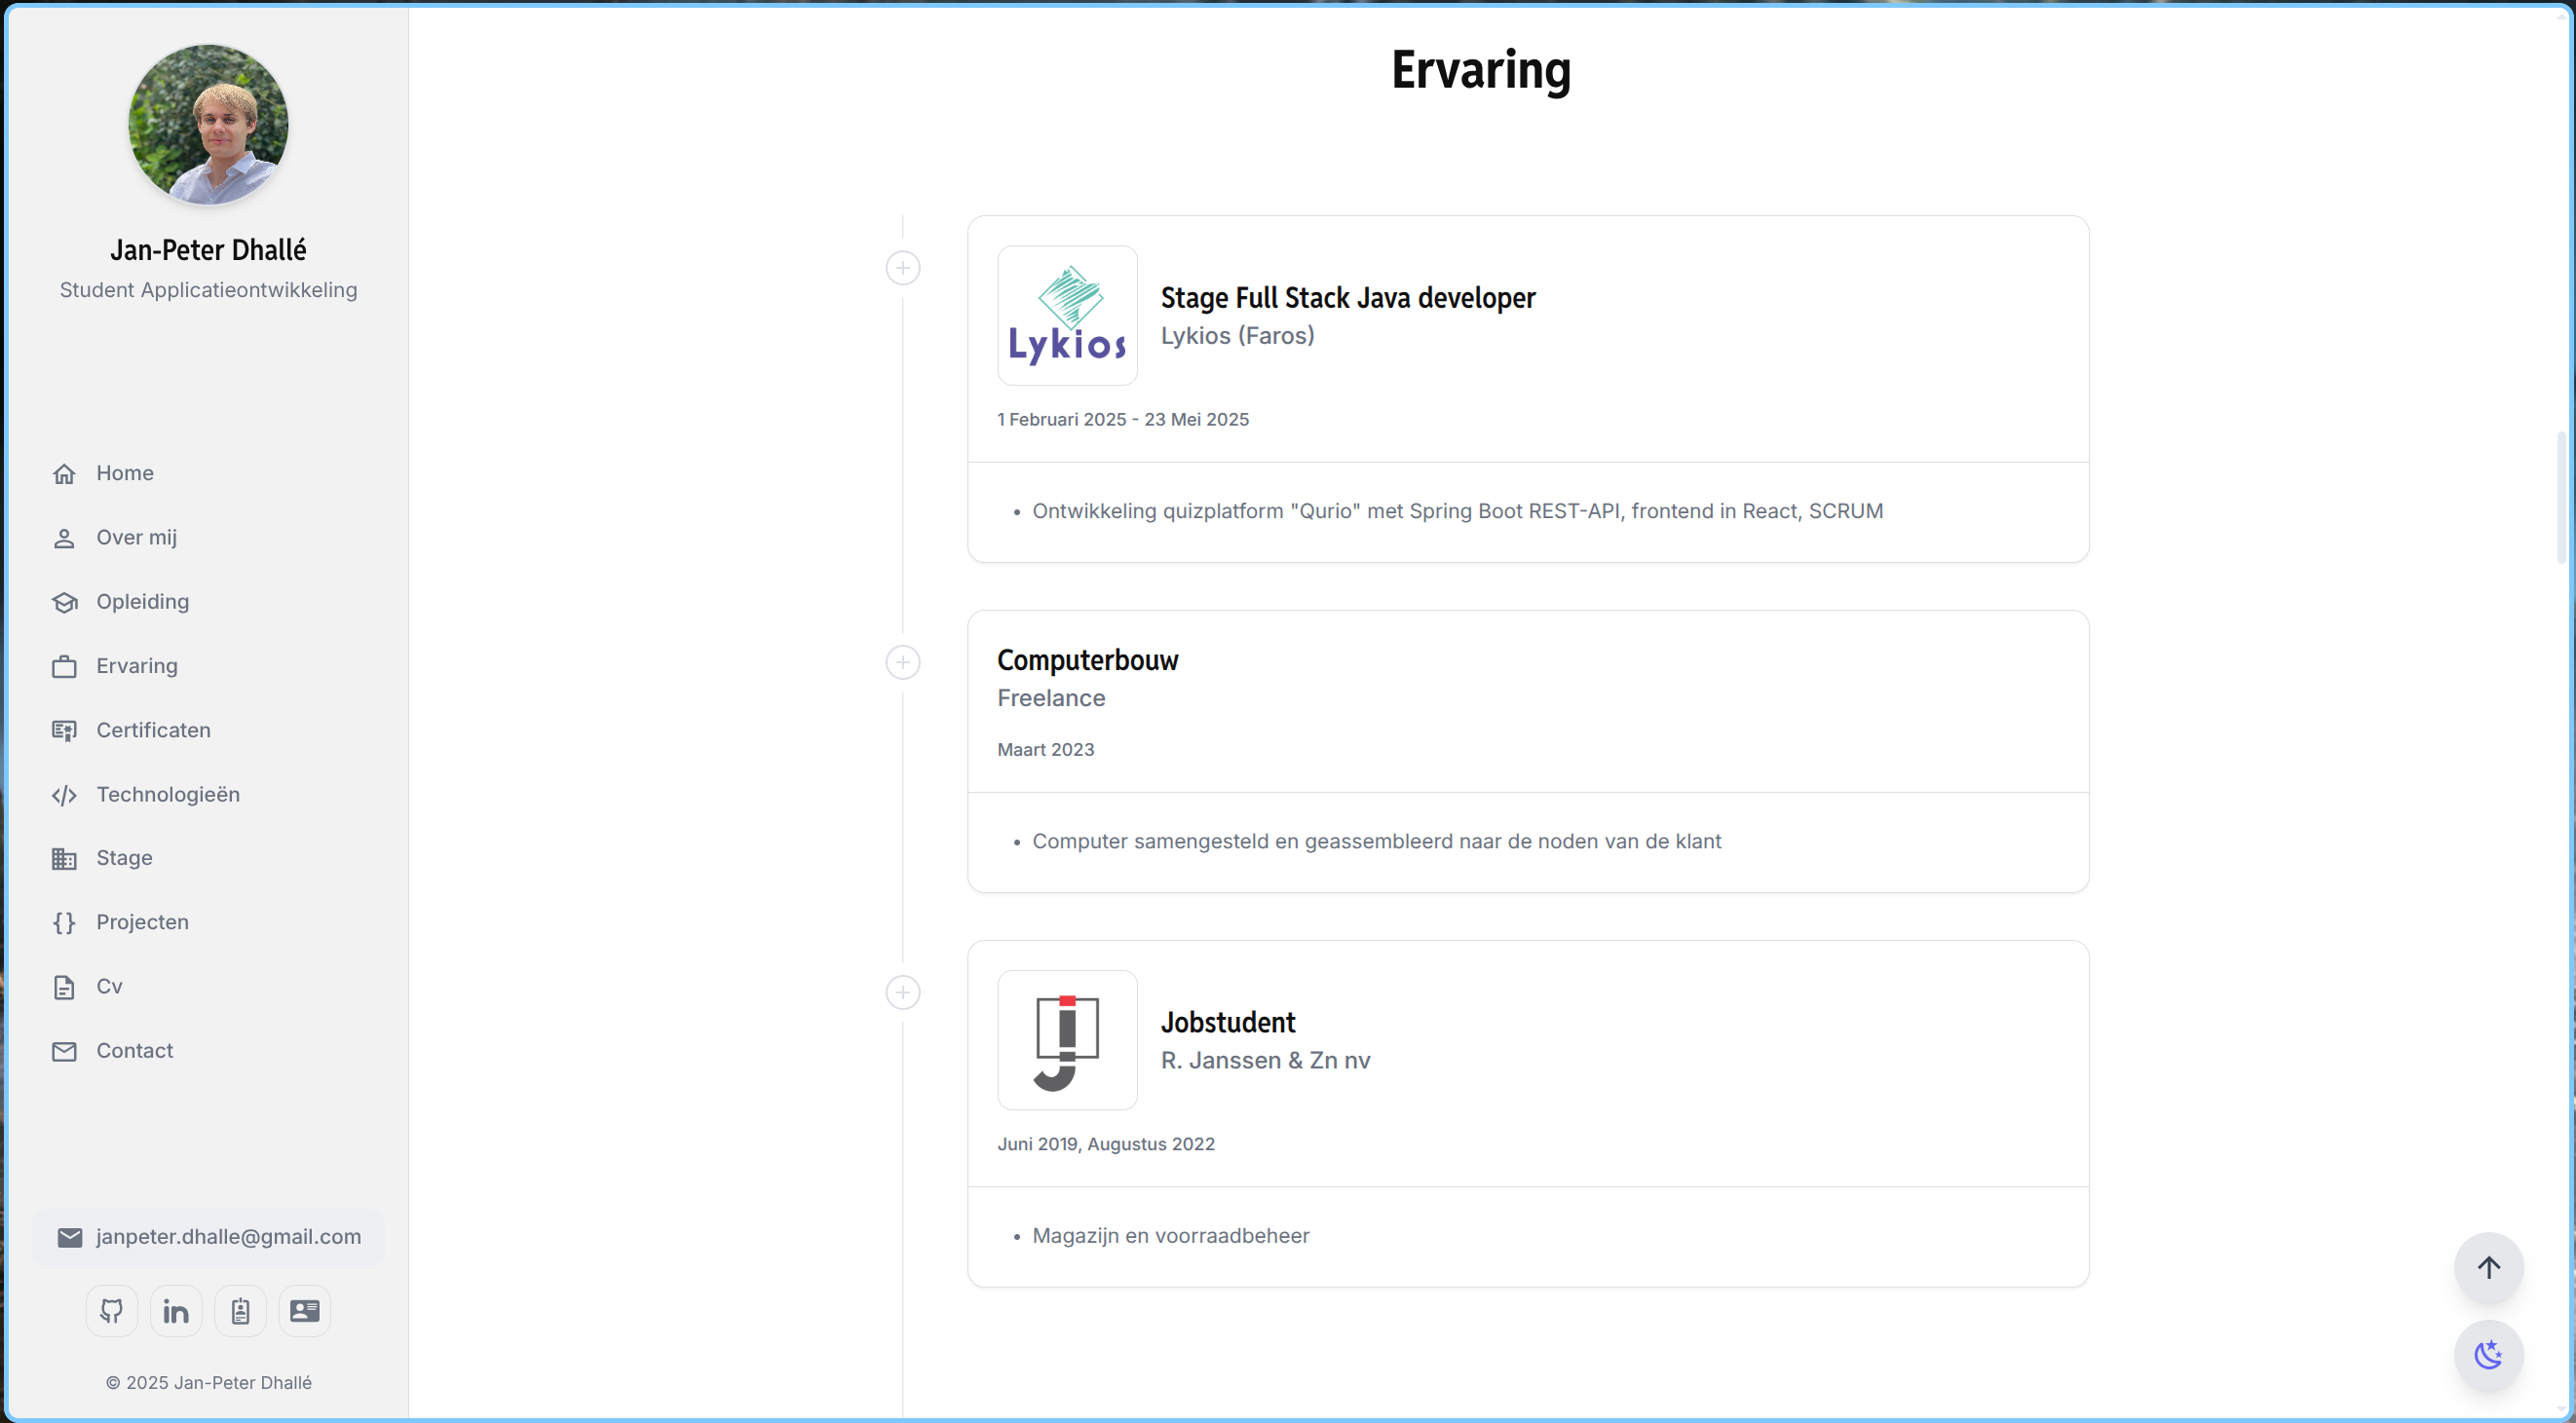 Jan-Peter Dhallé
Student Applicatieontwikkeling
Home
Over mij
Opleiding
Ervaring
Certificaten
Technologieën
Stage
Projecten
Cv
Contact
janpeter.dhalle@gmail.com
in
© 2025 Jan-Peter Dhallé
Ervaring
Lykios
Stage Full Stack Java developer
Lykios (Faros)
1 Februari 2025 - 23 Mei 2025
• Ontwikkeling quizplatform "Qurio" met Spring Boot REST-API, frontend in React, SCRUM
Computerbouw
Freelance
Maart 2023
• Computer samengesteld en geassembleerd naar de noden van de klant
Jobstudent
R. Janssen & Zn nv
Juni 2019, Augustus 2022
• Magazijn en voorraadbeheer